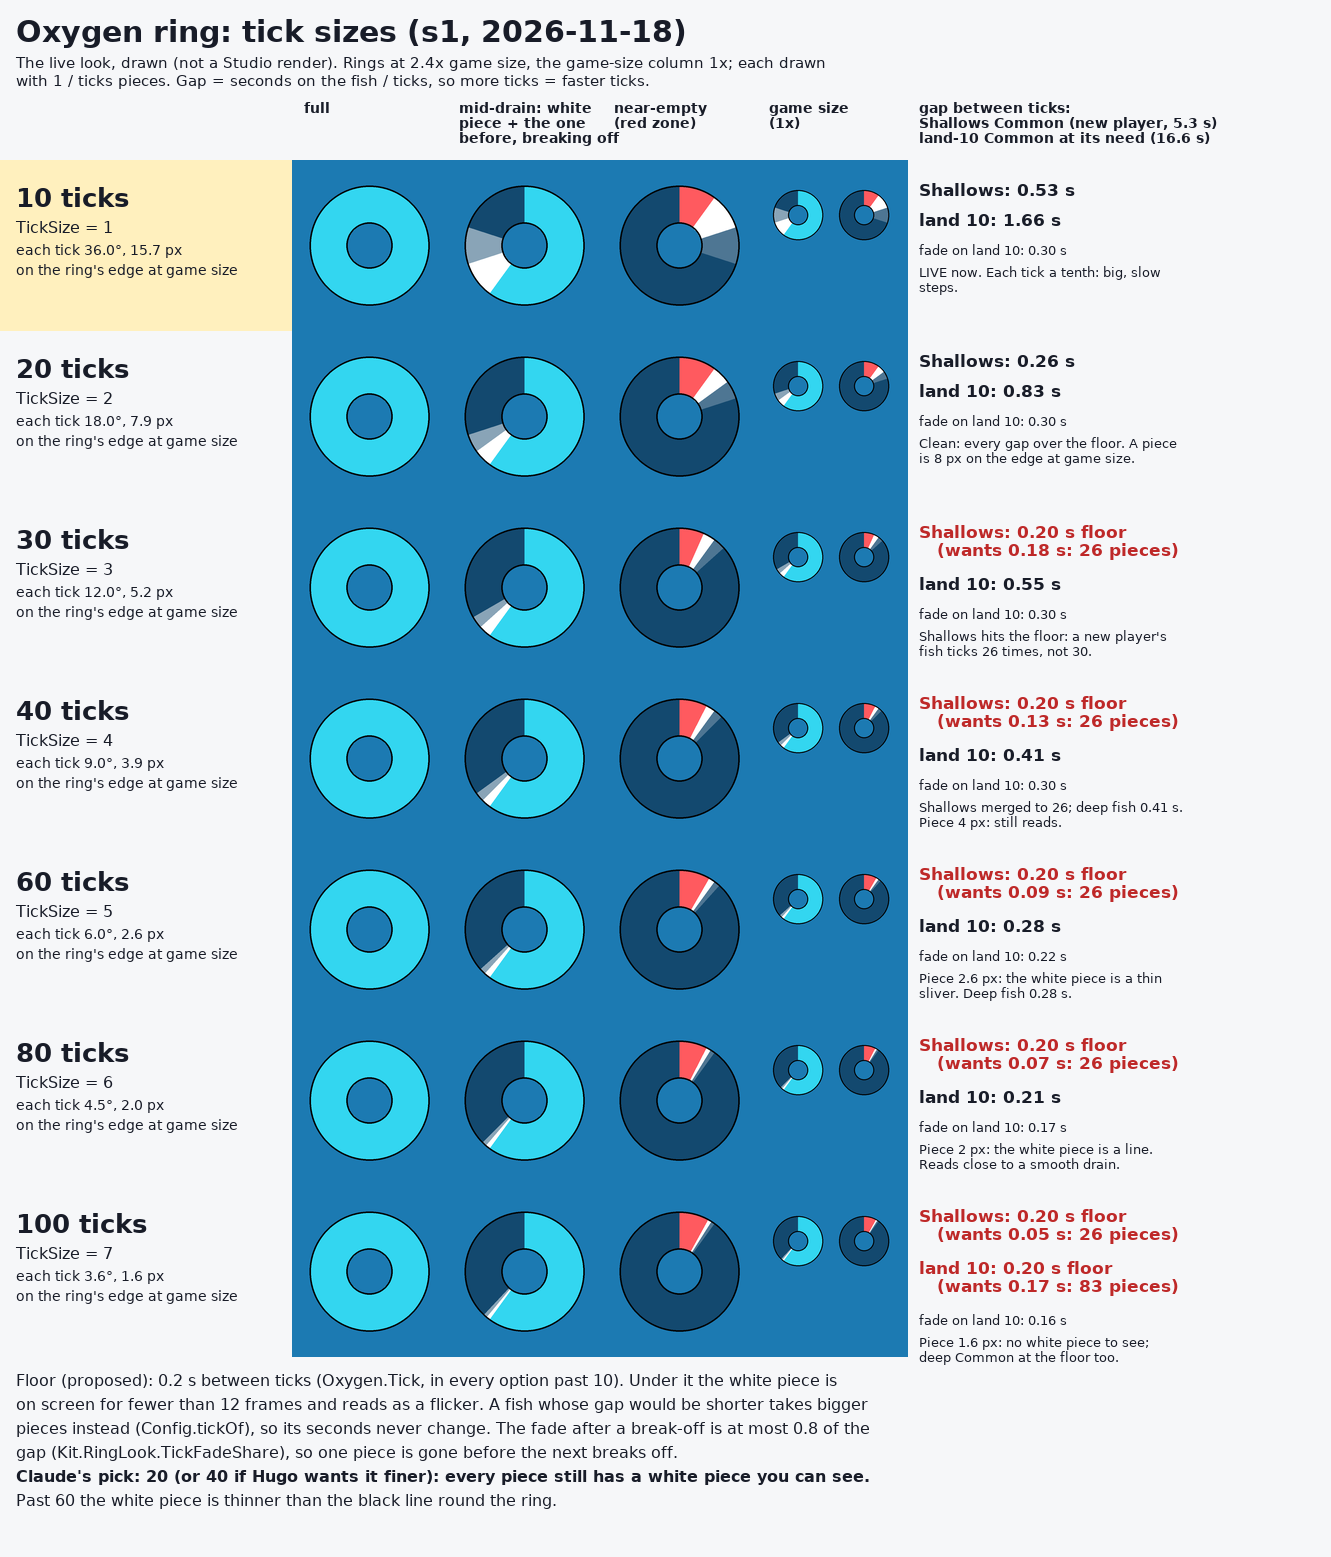 Oxygen ring: tick sizes (s1, 2026-11-18)
The live look, drawn (not a Studio render). Rings at 2.4x game size, the game-size column 1x; each drawn
with 1 / ticks pieces. Gap = seconds on the fish / ticks, so more ticks = faster ticks.
full
mid-drain: white
piece + the one
before, breaking off
near-empty
(red zone)
game size
(1x)
gap between ticks:
Shallows Common (new player, 5.3 s)
land-10 Common at its need (16.6 s)
10 ticks
TickSize = 1
each tick 36.0°, 15.7 px
on the ring's edge at game size
Shallows: 0.53 s
land 10: 1.66 s
fade on land 10: 0.30 s
LIVE now. Each tick a tenth: big, slow
steps.
20 ticks
TickSize = 2
each tick 18.0°, 7.9 px
on the ring's edge at game size
Shallows: 0.26 s
land 10: 0.83 s
fade on land 10: 0.30 s
Clean: every gap over the floor. A piece
is 8 px on the edge at game size.
30 ticks
TickSize = 3
each tick 12.0°, 5.2 px
on the ring's edge at game size
Shallows: 0.20 s floor
(wants 0.18 s: 26 pieces)
land 10: 0.55 s
fade on land 10: 0.30 s
Shallows hits the floor: a new player's
fish ticks 26 times, not 30.
40 ticks
TickSize = 4
each tick 9.0°, 3.9 px
on the ring's edge at game size
Shallows: 0.20 s floor
(wants 0.13 s: 26 pieces)
land 10: 0.41 s
fade on land 10: 0.30 s
Shallows merged to 26; deep fish 0.41 s.
Piece 4 px: still reads.
60 ticks
TickSize = 5
each tick 6.0°, 2.6 px
on the ring's edge at game size
Shallows: 0.20 s floor
(wants 0.09 s: 26 pieces)
land 10: 0.28 s
fade on land 10: 0.22 s
Piece 2.6 px: the white piece is a thin
sliver. Deep fish 0.28 s.
80 ticks
TickSize = 6
each tick 4.5°, 2.0 px
on the ring's edge at game size
Shallows: 0.20 s floor
(wants 0.07 s: 26 pieces)
land 10: 0.21 s
fade on land 10: 0.17 s
Piece 2 px: the white piece is a line.
Reads close to a smooth drain.
100 ticks
TickSize = 7
each tick 3.6°, 1.6 px
on the ring's edge at game size
Shallows: 0.20 s floor
(wants 0.05 s: 26 pieces)
land 10: 0.20 s floor
(wants 0.17 s: 83 pieces)
fade on land 10: 0.16 s
Piece 1.6 px: no white piece to see;
deep Common at the floor too.
Floor (proposed): 0.2 s between ticks (Oxygen.Tick, in every option past 10). Under it the white piece is
on screen for fewer than 12 frames and reads as a flicker. A fish whose gap would be shorter takes bigger
pieces instead (Config.tickOf), so its seconds never change. The fade after a break-off is at most 0.8 of the
gap (Kit.RingLook.TickFadeShare), so one piece is gone before the next breaks off.
Claude's pick: 20 (or 40 if Hugo wants it finer): every piece still has a white piece you can see.
Past 60 the white piece is thinner than the black line round the ring.